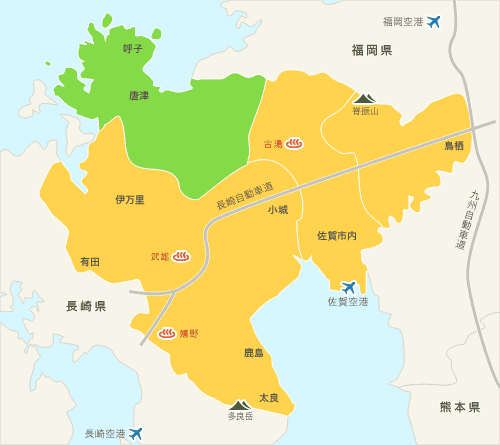 福岡空港
呼子
福岡県
唐津
脊振山
古湯
鳥栖
長崎自動車道
伊万里
小城
九州自動車道
佐賀市内
武雄
有田
佐賀空港
長崎県
嬉野
鹿島
太良
多良岳
熊本県
長崎空港